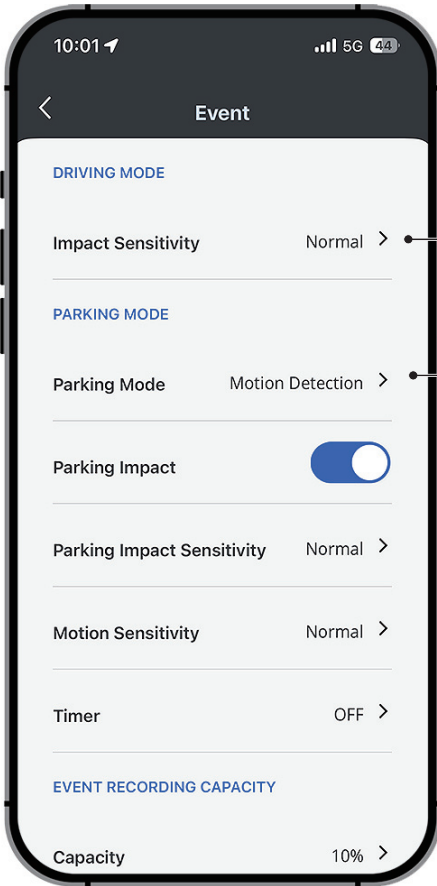 10:01 5G 44
Event
DRIVING MODE
Impact Sensitivity Normal
PARKING MODE
Parking Mode Motion Detection
Parking Impact
Parking Impact Sensitivity Normal
Motion Sensitivity Normal
Timer OFF
EVENT RECORDING CAPACITY
Capacity 10%